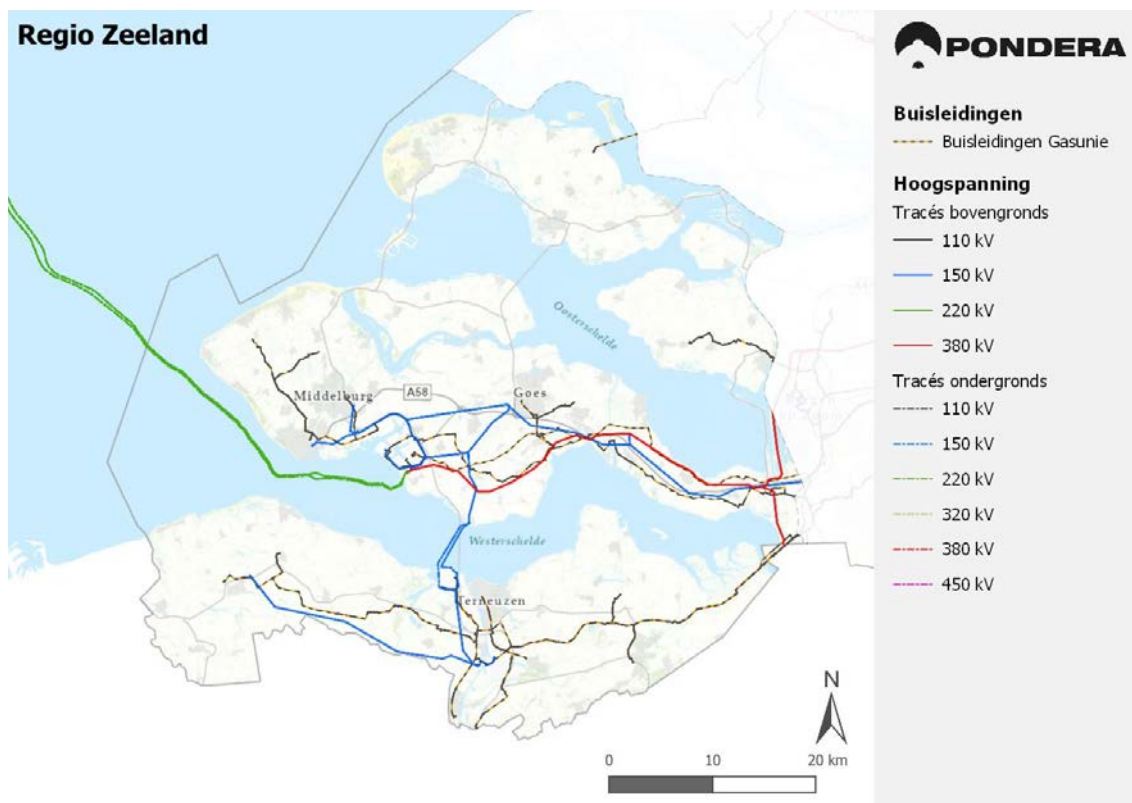 Regio Zeeland
Oosterschelde
Middelburg
A58
Goes
Westerschelde
Terneuzen
N
0 10 20 km
PONDERA
Buisleidingen
Buisleidingen Gasunie
Hoogspanning
Tracés bovengronds
110 kV
150 kV
220 kV
380 kV
Tracés ondergronds
110 kV
150 kV
220 kV
320 kV
380 kV
450 kV